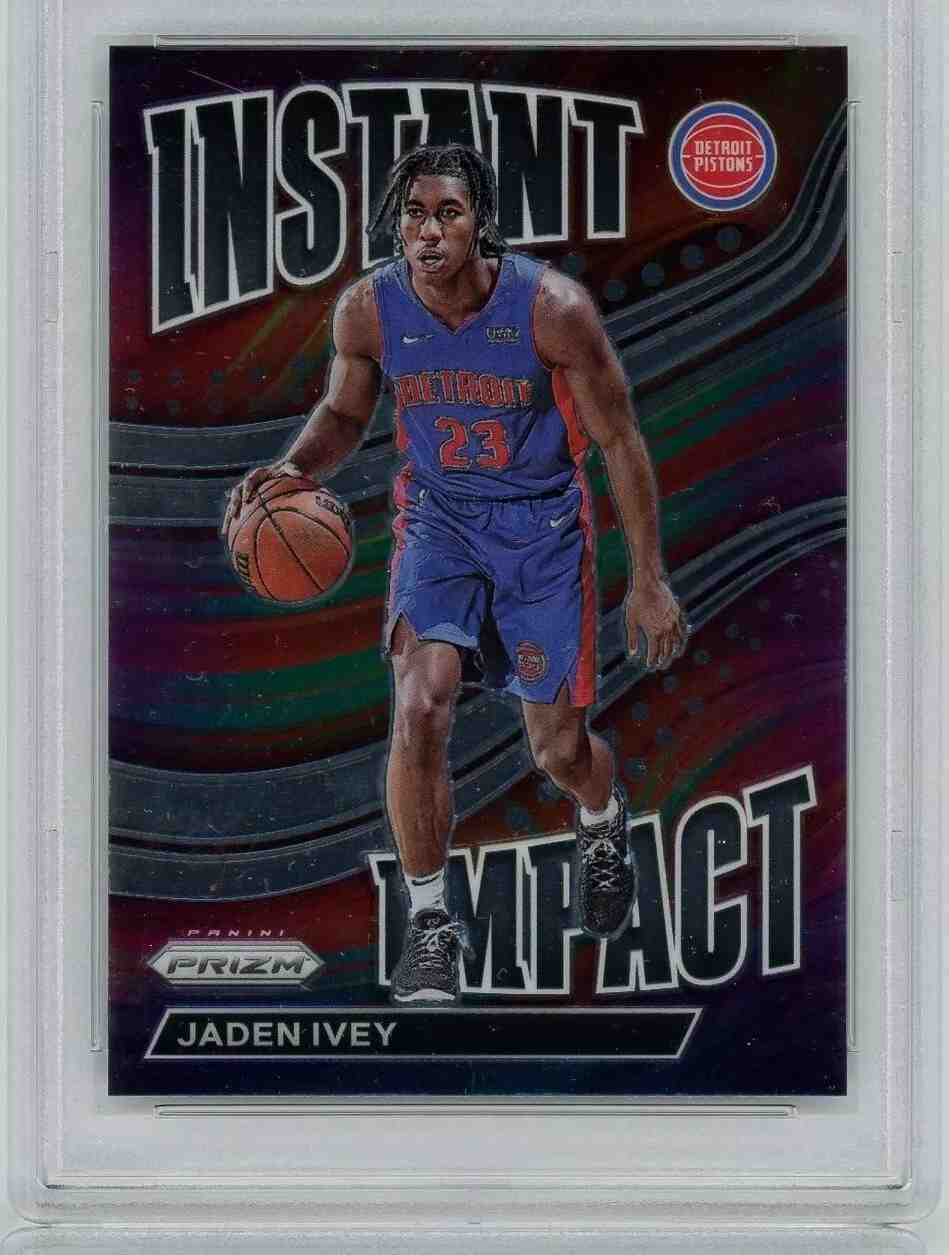 INSTANT
DETROIT
PISTONS
DETROIT
23
IMPACT
PANINI
PRIZM
JADEN IVEY